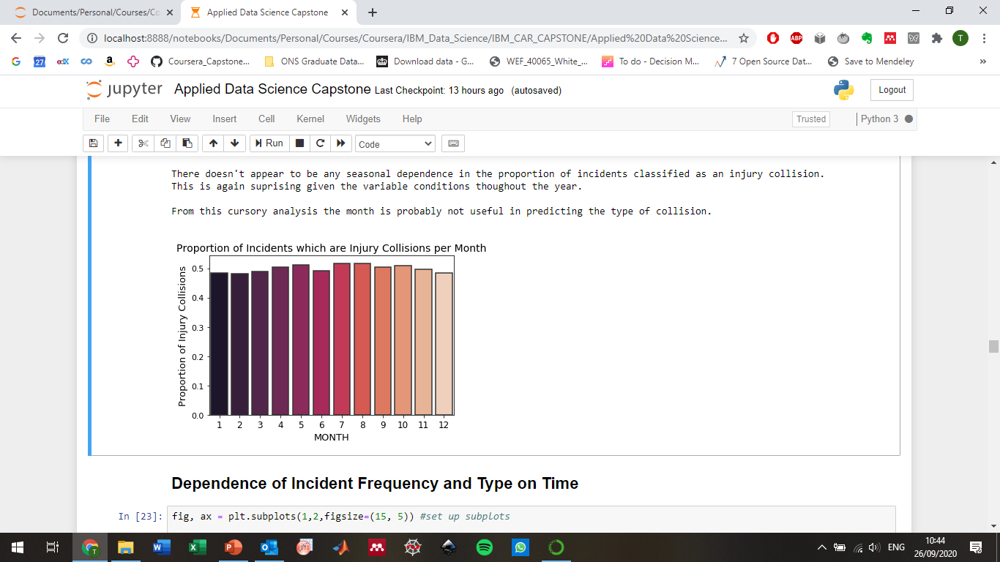 Documents/Personal/Courses/Co
Applied Data Science Capstone
localhost:8888/notebooks/Documents/Personal/Courses/Coursera/IBM_Data_Science/IBM_CAR_CAPSTONE/Applied%20Data%20Science...
ABP
T
G
27
edX
a
Coursera_Capstone...
ONS Graduate Data...
Download data - G...
WEF_40065_White_...
To do - Decision M...
7 Open Source Dat...
Save to Mendeley
»
jupyter Applied Data Science Capstone Last Checkpoint: 13 hours ago (autosaved)
Logout
File Edit View Insert Cell Kernel Widgets Help
Trusted
Python 3
Run
Code
There doesn't appear to be any seasonal dependence in the proportion of incidents classified as an injury collision.
This is again suprising given the variable conditions thoughout the year.
From this cursory analysis the month is probably not useful in predicting the type of collision.
Proportion of Incidents which are Injury Collisions per Month
Proportion of Injury Collisions
0.5
0.4
0.3
0.2
0.1
0.0
1 2 3 4 5 6 7 8 9 10 11 12
MONTH
Dependence of Incident Frequency and Type on Time
In [23]: fig, ax = plt.subplots(1,2,figsize=(15, 5)) #set up subplots
T
W
X
P
O
ENG
10:44
26/09/2020